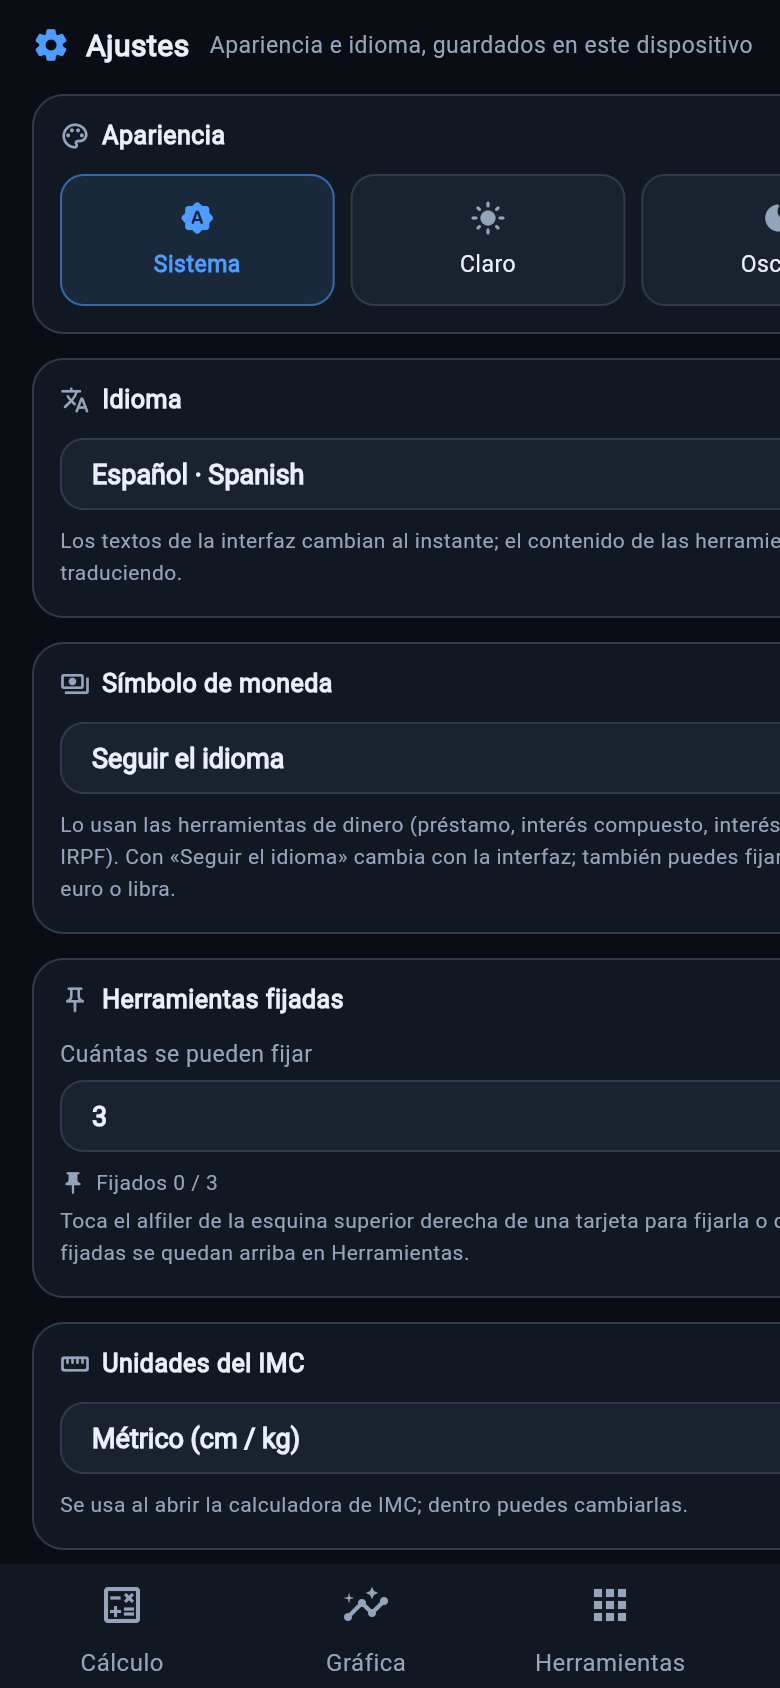 Ajustes Apariencia e idioma, guardados en este dispositivo
Apariencia
A
Sistema Claro
Idioma
Español · Spanish
Los textos de la interfaz cambian al instante; el contenido de las
traduciendo.
Símbolo de moneda
Seguir el idioma
Lo usan las herramientas de dinero (préstamo, interés compuesto, interés
IRPF). Con «Seguir el idioma» cambia con la interfaz; también puedes
euro o libra.
Herramientas fijadas
Cuántas se pueden fijar
3
Fijados 0 / 3
Toca el alfiler de la esquina superior derecha de una tarjeta para fijarla o
fijadas se quedan arriba en Herramientas.
Unidades del IMC
Métrico (cm / kg)
Se usa al abrir la calculadora de IMC; dentro puedes cambiarlas.
Cálculo Gráfica Herramientas